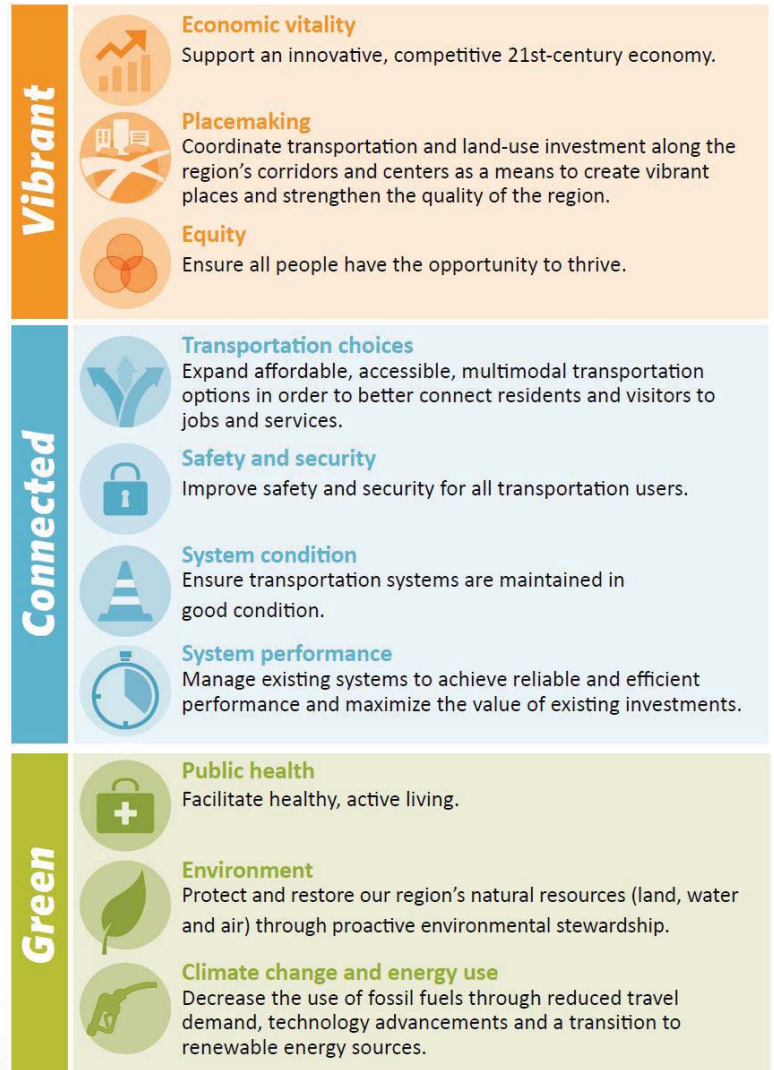 Vibrant
Economic vitality
Support an innovative, competitive 21st-century economy.
Placemaking
Coordinate transportation and land-use investment along the
region's corridors and centers as a means to create vibrant
places and strengthen the quality of the region.
Equity
Ensure all people have the opportunity to thrive.
Connected
Transportation choices
Expand affordable, accessible, multimodal transportation
options in order to better connect residents and visitors to
jobs and services.
Safety and security
Improve safety and security for all transportation users.
System condition
Ensure transportation systems are maintained in
good condition.
System performance
Manage existing systems to achieve reliable and efficient
performance and maximize the value of existing investments.
Green
Public health
Facilitate healthy, active living.
Environment
Protect and restore our region's natural resources (land, water
and air) through proactive environmental stewardship.
Climate change and energy use
Decrease the use of fossil fuels through reduced travel
demand, technology advancements and a transition to
renewable energy sources.